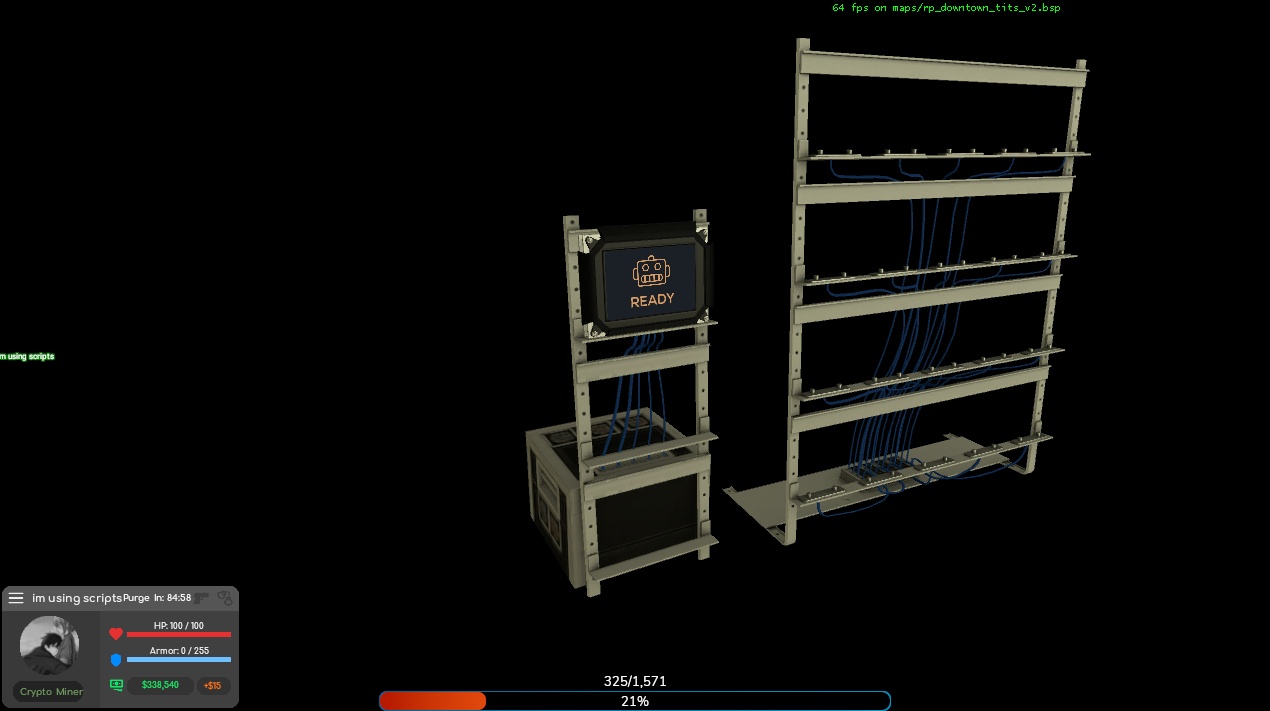 64 fps on maps/rp_downtown_tits_v2.bsp
READY
im using scripts
im using scripts Purge In: 84:58
HP: 100 / 100
Armor: 0 / 255
Crypto Miner
$338,540
+$15
325/1,571
21%